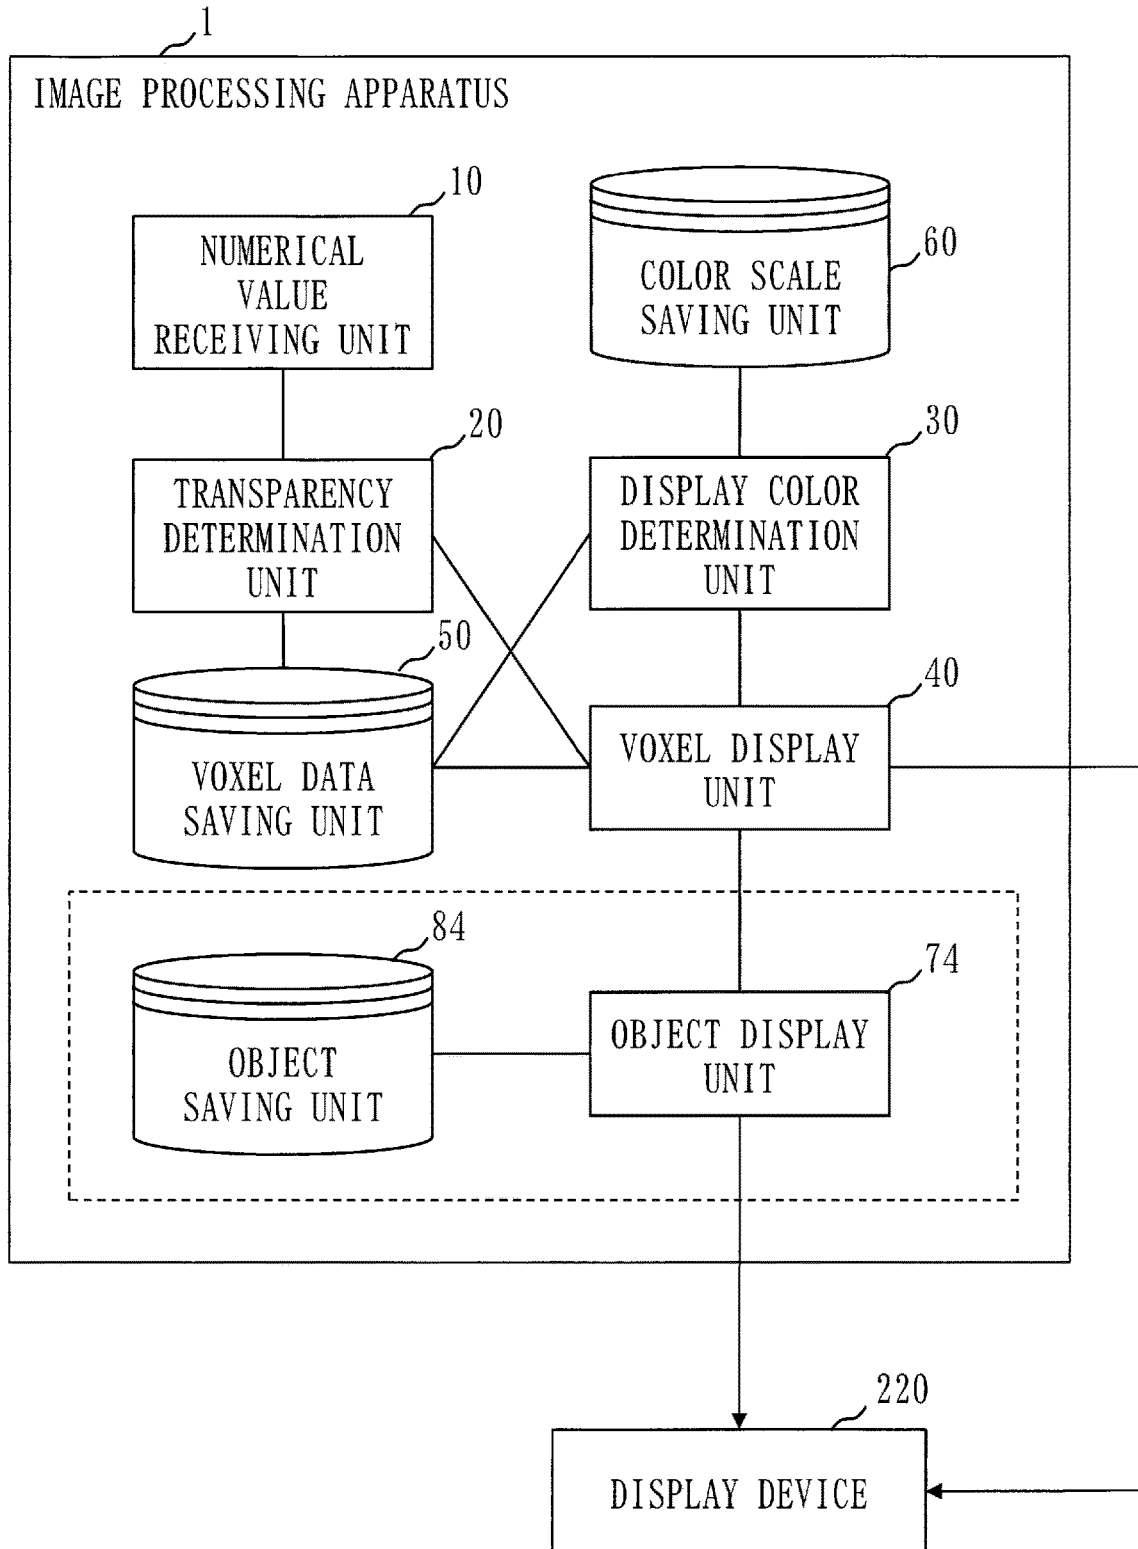 1
IMAGE PROCESSING APPARATUS
10
NUMERICAL
VALUE
RECEIVING UNIT
60
COLOR SCALE
SAVING UNIT
20
TRANSPARENCY
DETERMINATION
UNIT
30
DISPLAY COLOR
DETERMINATION
UNIT
50
VOXEL DATA
SAVING UNIT
40
VOXEL DISPLAY
UNIT
84
OBJECT
SAVING UNIT
74
OBJECT DISPLAY
UNIT
220
DISPLAY DEVICE